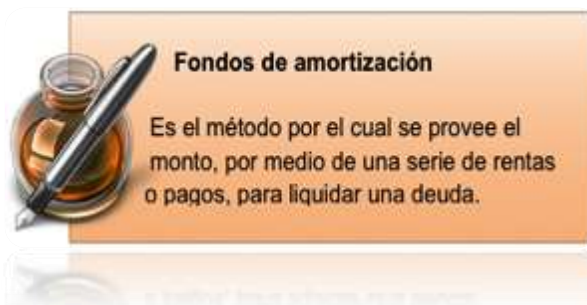 Fondos de amortización
Es el método por el cual se provee el
monto, por medio de una serie de rentas
o pagos, para liquidar una deuda.